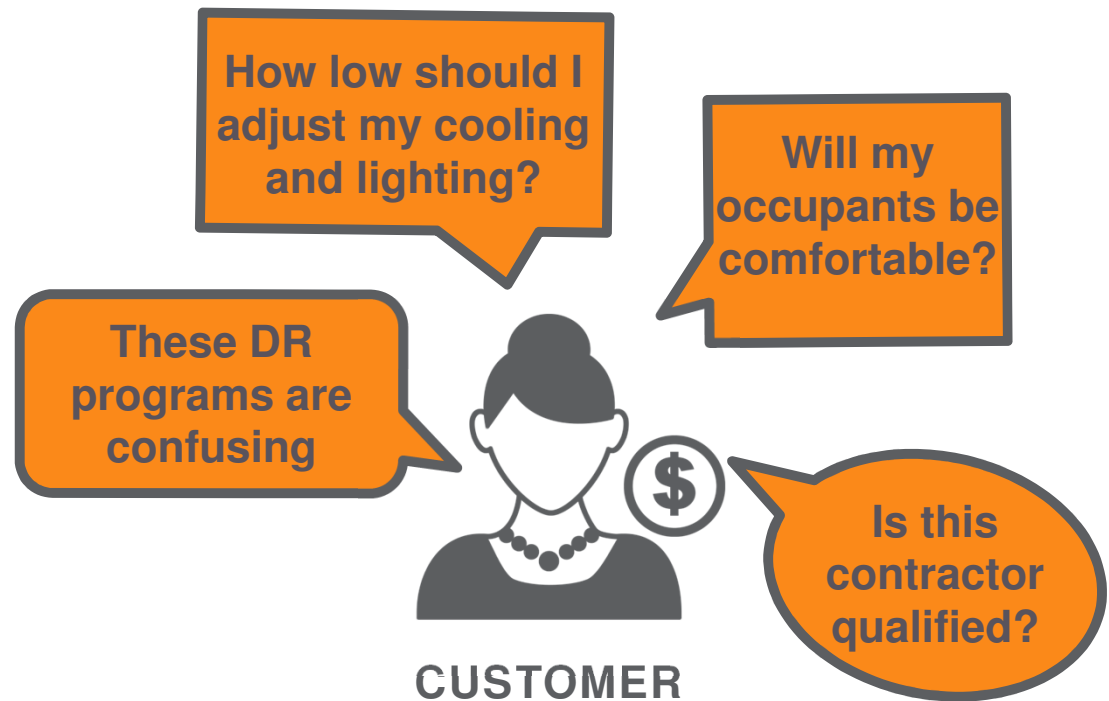 How low should I
adjust my cooling
and lighting?
Will my
occupants be
comfortable?
These DR
programs are
confusing
$
Is this
contractor
qualified?
CUSTOMER